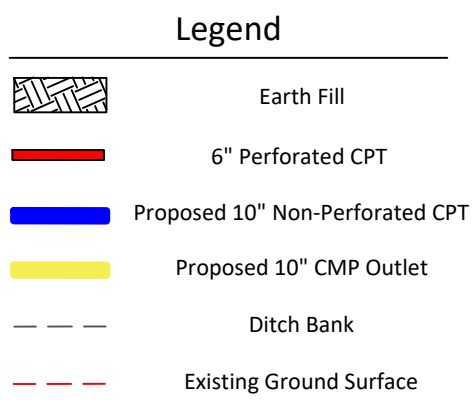 Legend
Earth Fill
6" Perforated CPT
Proposed 10" Non-Perforated CPT
Proposed 10" CMP Outlet
Ditch Bank
Existing Ground Surface